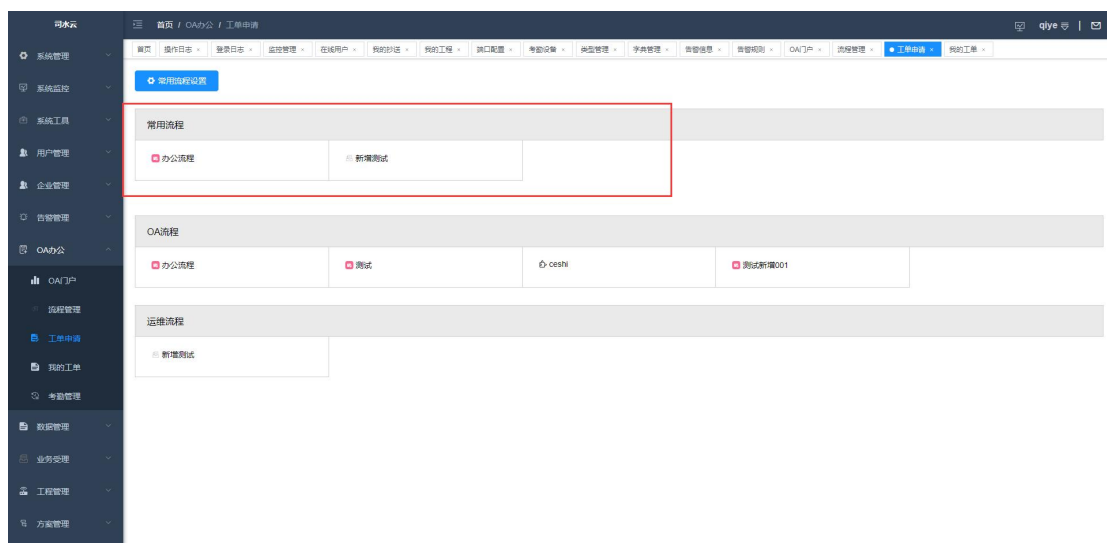 司水云
首页 / OA办公 / 工单申请
qiye
首页 操作日志 × 登录日志 × 监控管理 × 在线用户 × 我的抄送 × 我的工程 × 端口配置 × 考勤设备 × 类型管理 × 字典管理 × 告警信息 × 告警规则 × OA门户 × 流程管理 × 工单申请 × 我的工单 ×
系统管理
系统监控
系统工具
用户管理
企业管理
告警管理
OA办公
OA门户
流程管理
工单申请
我的工单
考勤管理
数据管理
业务受理
工程管理
方案管理
常用流程设置
常用流程
办公流程 新增测试
OA流程
办公流程 测试 ceshi 测试新增001
运维流程
新增测试